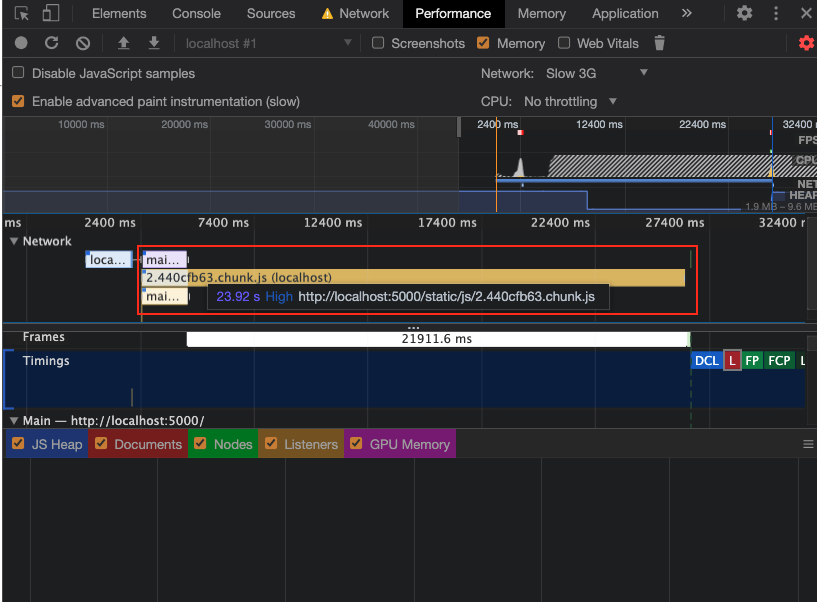 Elements Console Sources Network Performance Memory Application »
localhost #1 Screenshots Memory Web Vitals
Disable JavaScript samples Network: Slow 3G
Enable advanced paint instrumentation (slow) CPU: No throttling
10000 ms 20000 ms 30000 ms 40000 ms 2400 ms 12400 ms 22400 ms 32400
FPS
CPU
NET
HEAP
1.9 MB – 9.6 MB
ms 2400 ms 7400 ms 12400 ms 17400 ms 22400 ms 27400 ms 32400
Network
loca... mai...
2.440cfb63.chunk.js (localhost)
mai... 23.92 s High http://localhost:5000/static/js/2.440cfb63.chunk.js
...
Frames 21911.6 ms
Timings DCL L FP FCP L
Main — http://localhost:5000/
JS Heap Documents Nodes Listeners GPU Memory